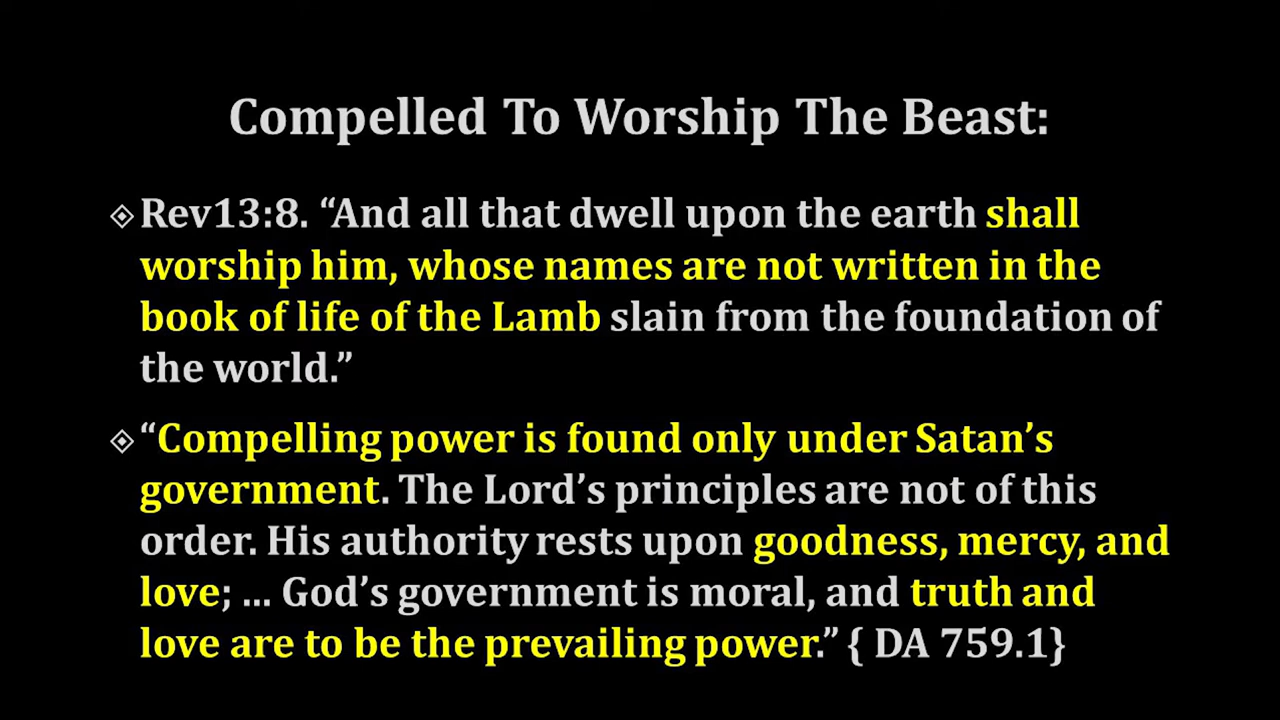 Compelled To Worship The Beast:
Rev13:8. “And all that dwell upon the earth shall
worship him, whose names are not written in the
book of life of the Lamb slain from the foundation of
the world.”
“Compelling power is found only under Satan’s
government. The Lord’s principles are not of this
order. His authority rests upon goodness, mercy, and
love; ... God’s government is moral, and truth and
love are to be the prevailing power.” { DA 759.1}